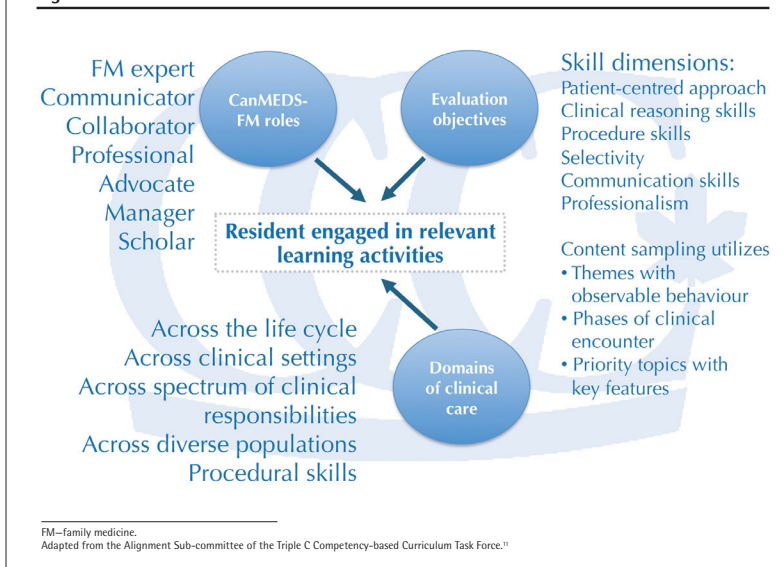 FM expert
Communicator
Collaborator
Professional
Advocate
Manager
Scholar
CanMEDS-
FM roles
Evaluation
objectives
Skill dimensions:
Patient-centred approach
Clinical reasoning skills
Procedure skills
Selectivity
Communication skills
Professionalism
Content sampling utilizes
• Themes with
observable behaviour
• Phases of clinical
encounter
• Priority topics with
key features
Resident engaged in relevant
learning activities
Across the life cycle
Across clinical settings
Across spectrum of clinical
responsibilities
Across diverse populations
Procedural skills
Domains
of clinical
care
FM—family medicine.
Adapted from the Alignment Sub-committee of the Triple C Competency-based Curriculum Task Force.¹¹